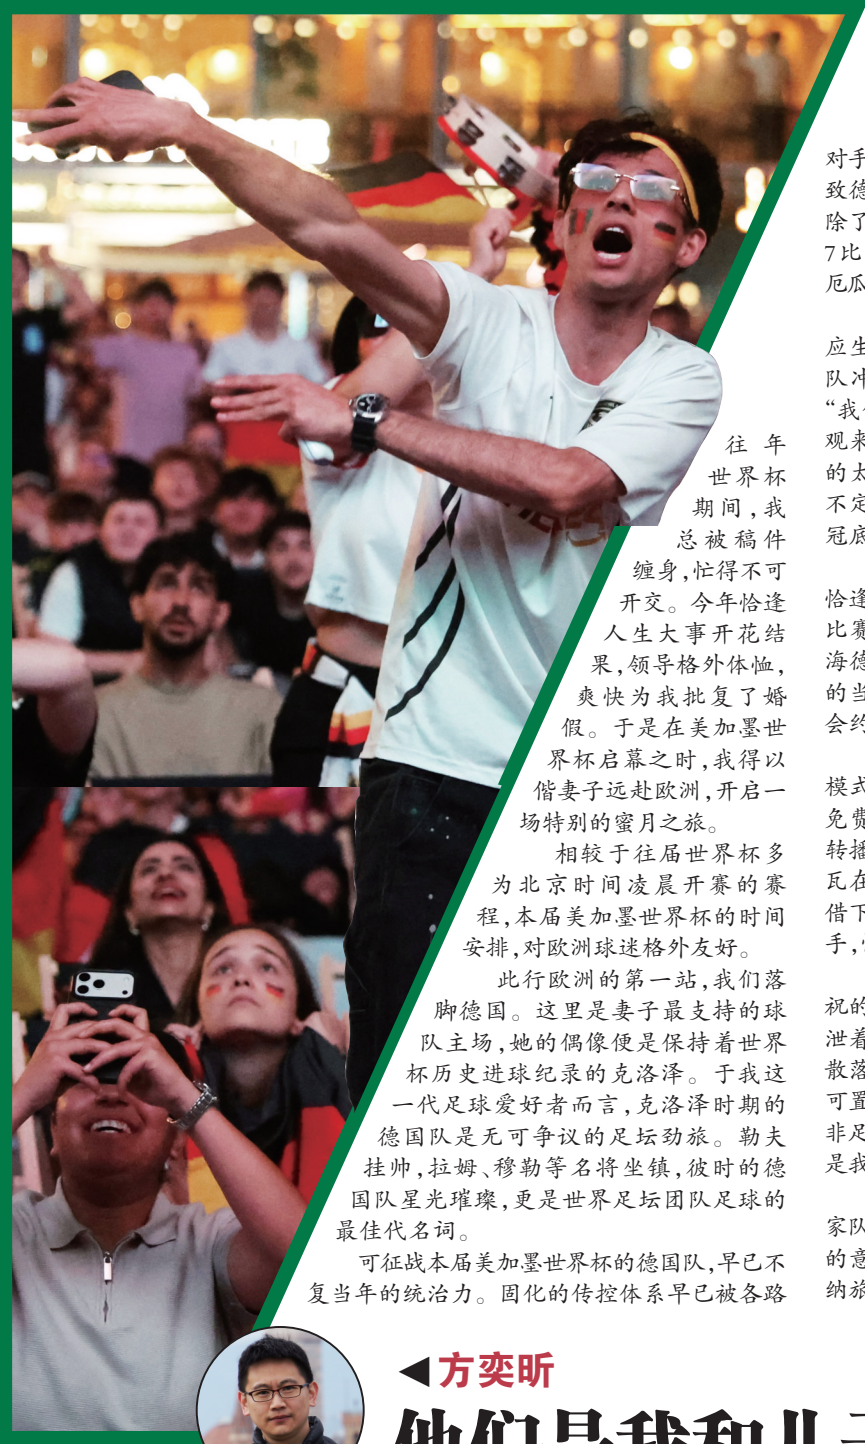 往年
世界杯
期间,我
总被稿件
缠身,忙得不可
开交。今年恰逢
人生大事开花结
果,领导格外体恤,
爽快为我批复了婚
假。于是在美加墨世
界杯启幕之时,我得以
偕妻子远赴欧洲,开启一
场特别的蜜月之旅。
相较于往届世界杯多
为北京时间凌晨开赛的赛
程,本届美加墨世界杯的时间
安排,对欧洲球迷格外友好。
此行欧洲的第一站,我们落
脚德国。这里是妻子最支持的球
队主场,她的偶像便是保持着世界
杯历史进球纪录的克洛泽。于我这
一代足球爱好者而言,克洛泽时期的
德国队是无可争议的足坛劲旅。勒夫
挂帅,拉姆、穆勒等名将坐镇,彼时的德
国队星光璀璨,更是世界足坛团队足球的
最佳代名词。
可征战本届美加墨世界杯的德国队,早已不
复当年的统治力。固化的传控体系早已被各路
对手
致德
除了
7比
厄瓜
应生
队冲
“我
观来
的太
不定
冠底
恰逢
比赛
海德
的当
会约
模式
免费
转播
瓦在
借下
手,
祝的
泄着
散落
可置
非足
是我
家队
的意
纳旅
◀方奕昕
他们是我和儿子